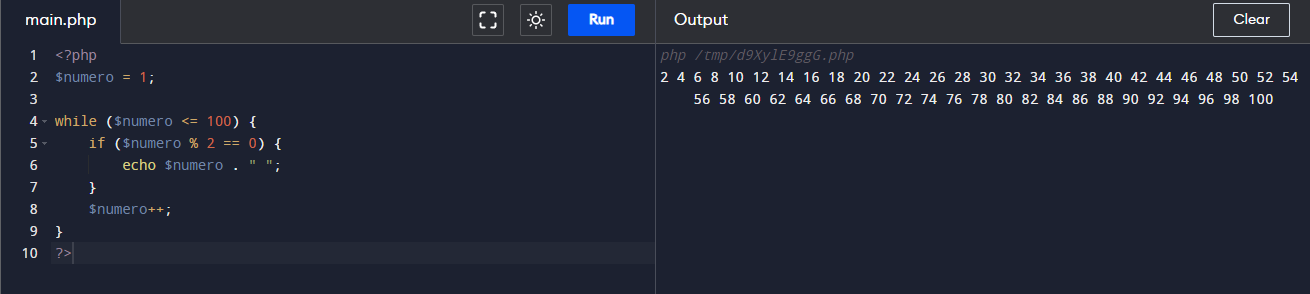 main.php
Run
1 <?php
2 $numero = 1;
3
4 while ($numero <= 100) {
5     if ($numero % 2 == 0) {
6         echo $numero . " ";
7     }
8     $numero++;
9 }
10 ?>
Output
Clear
php /tmp/d9XylE9ggG.php
2 4 6 8 10 12 14 16 18 20 22 24 26 28 30 32 34 36 38 40 42 44 46 48 50 52 54
56 58 60 62 64 66 68 70 72 74 76 78 80 82 84 86 88 90 92 94 96 98 100